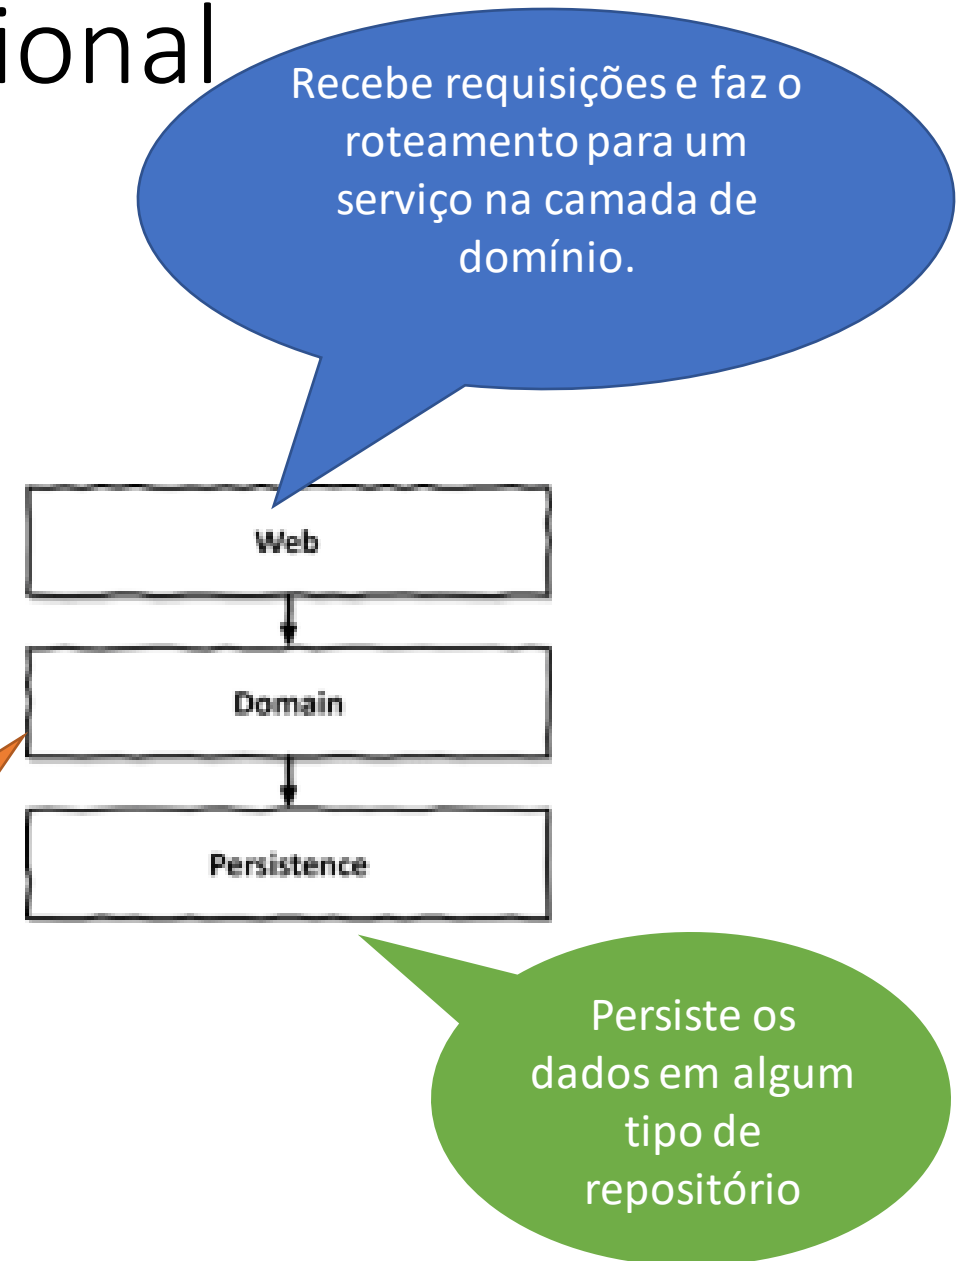 ional
Recebe requisições e faz o
roteamento para um
serviço na camada de
domínio.
Web
Domain
Persistence
Persiste os
dados em algum
tipo de
repositório